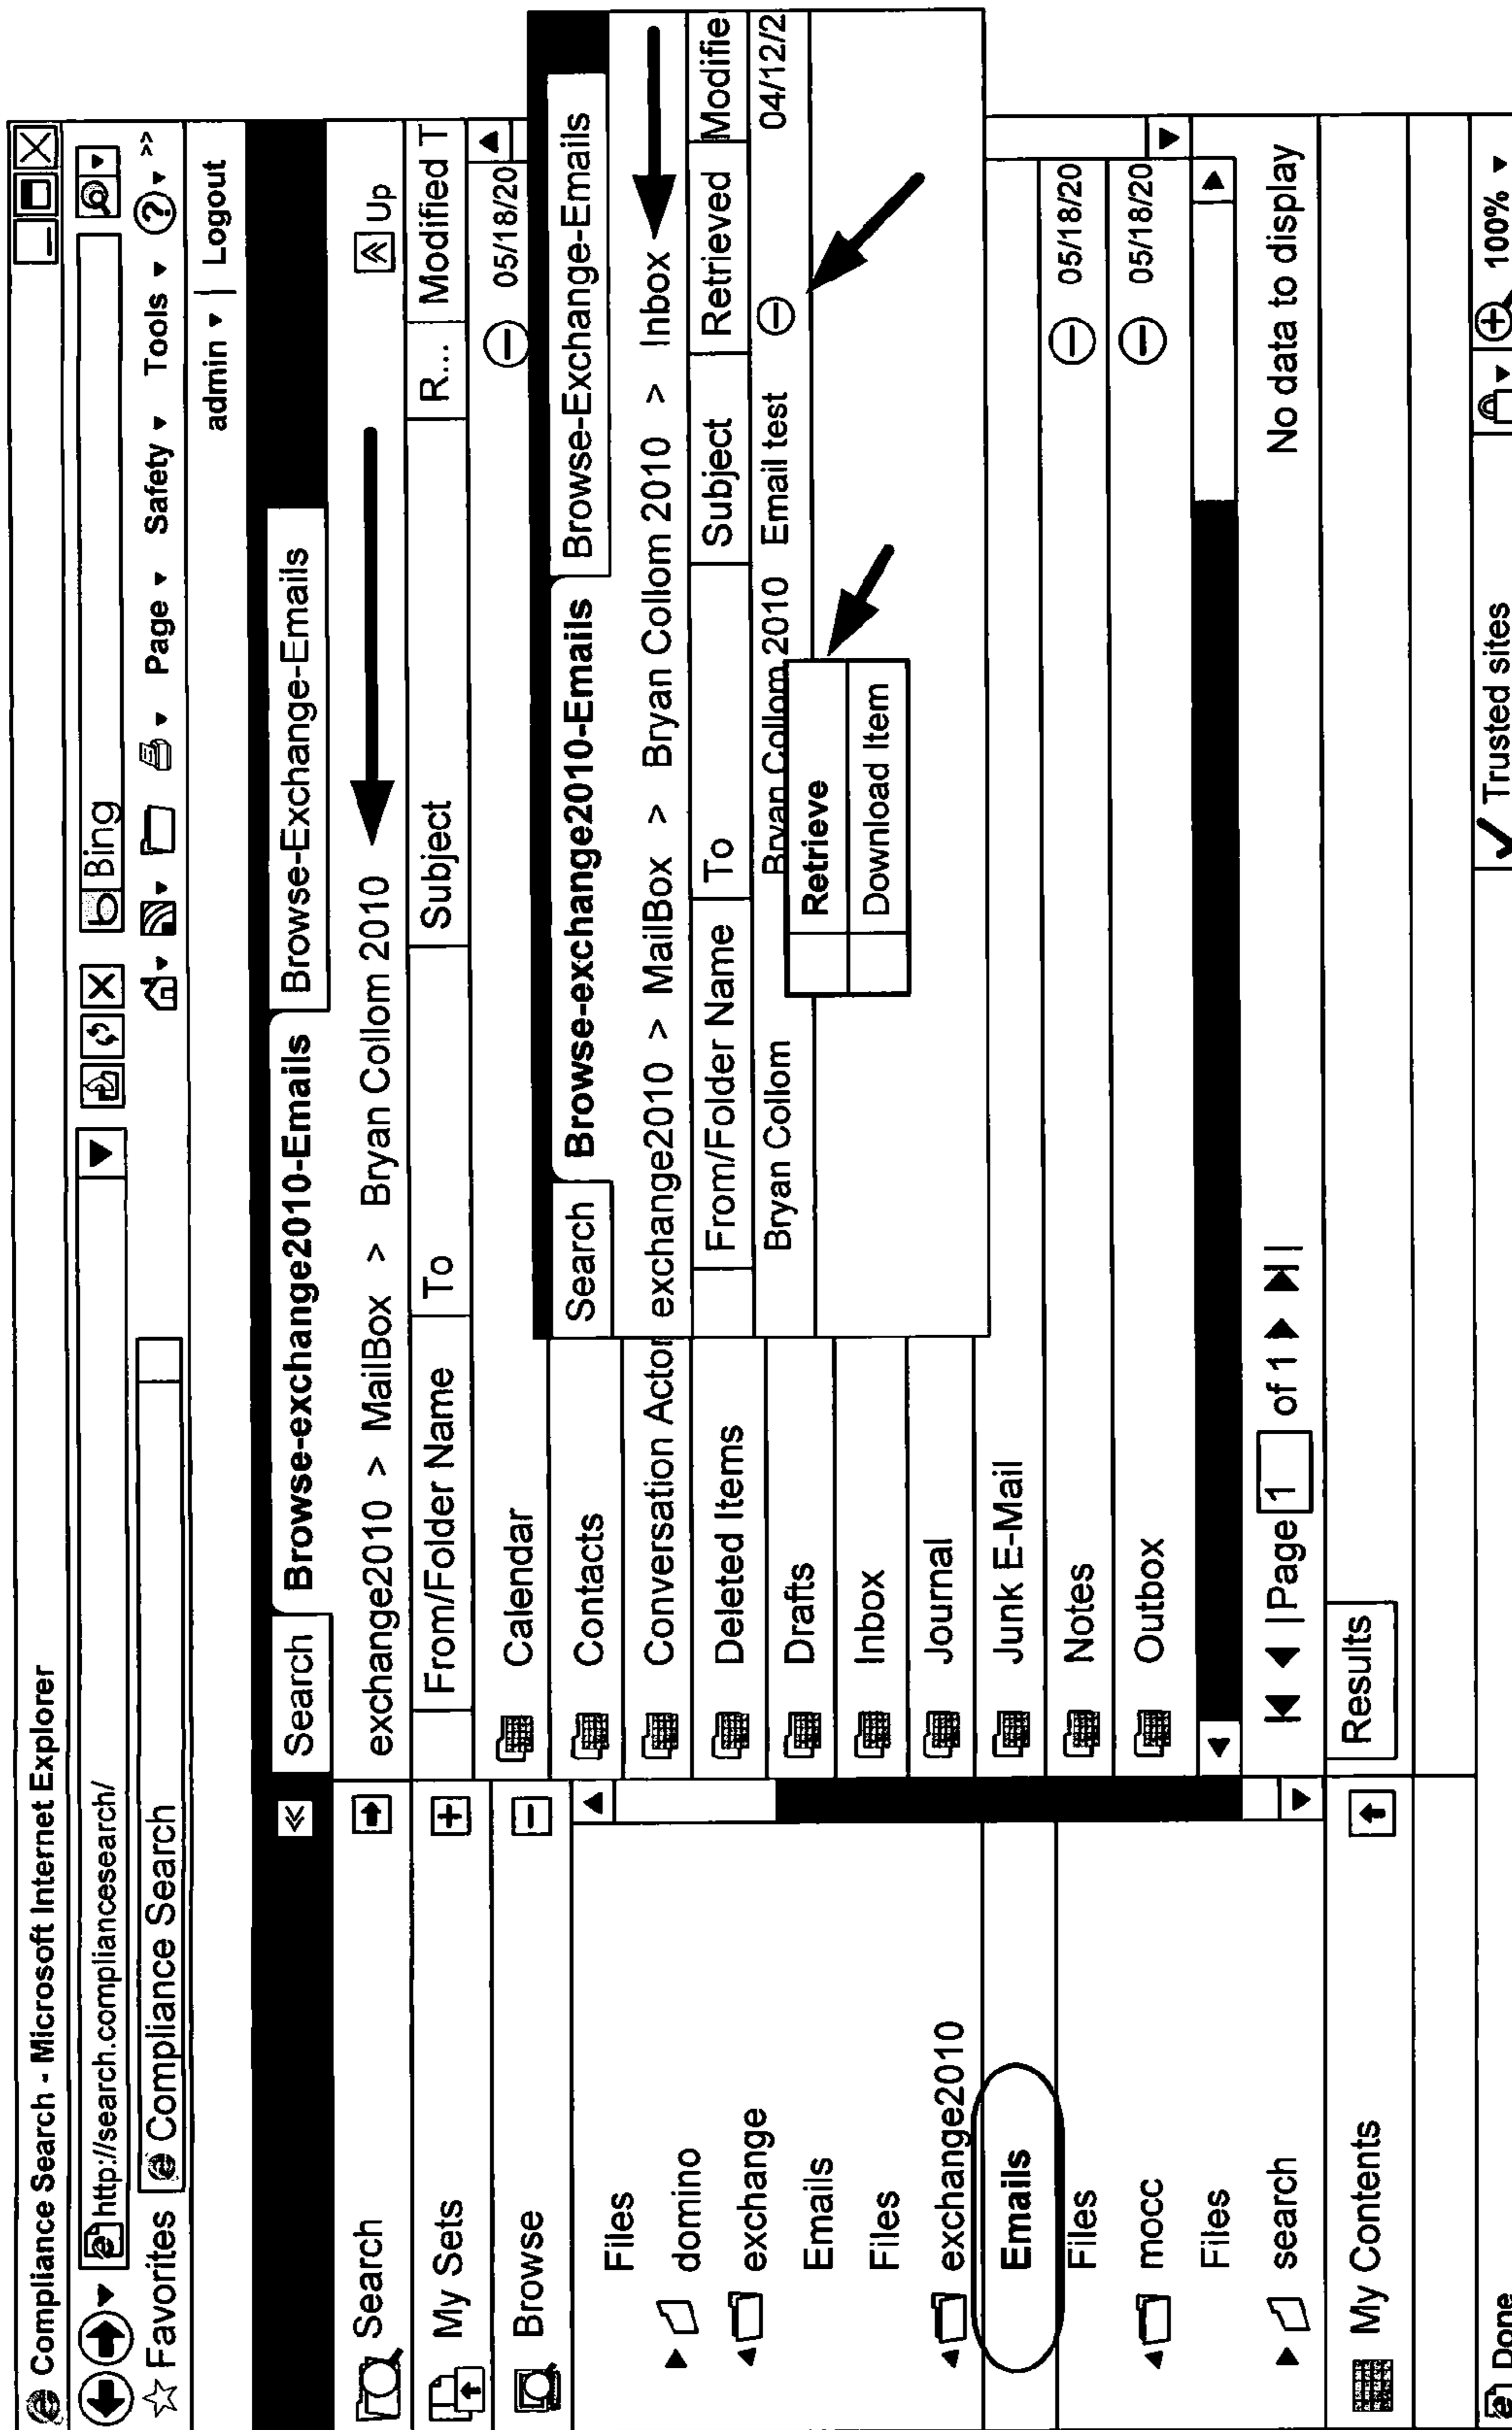 Compliance Search - Microsoft Internet Explorer
http://search.compliancesearch/
Bing
Favorites
Compliance Search
Page
Safety
Tools
>>
admin | Logout
Search
Browse-exchange2010-Emails
Browse-Exchange-Emails
Search
exchange2010 > MailBox > Bryan Collom 2010
Up
My Sets
From/Folder Name
To
Subject
R...
Modified T
Browse
Calendar
05/18/20
Contacts
Conversation Actor
Deleted Items
Drafts
Inbox
Journal
Junk E-Mail
Notes
05/18/20
Outbox
05/18/20
Search
Browse-exchange2010-Emails
Browse-Exchange-Emails
exchange2010 > MailBox > Bryan Collom 2010 > Inbox
From/Folder Name
To
Subject
Retrieved
Modifie
Bryan Collom
Bryan Collom 2010
Email test
04/12/2
Retrieve
Download Item
Files
domino
exchange
Emails
Files
exchange2010
Emails
Files
mocc
Files
search
Page 1 of 1
No data to display
My Contents
Results
Done
Trusted sites
100%